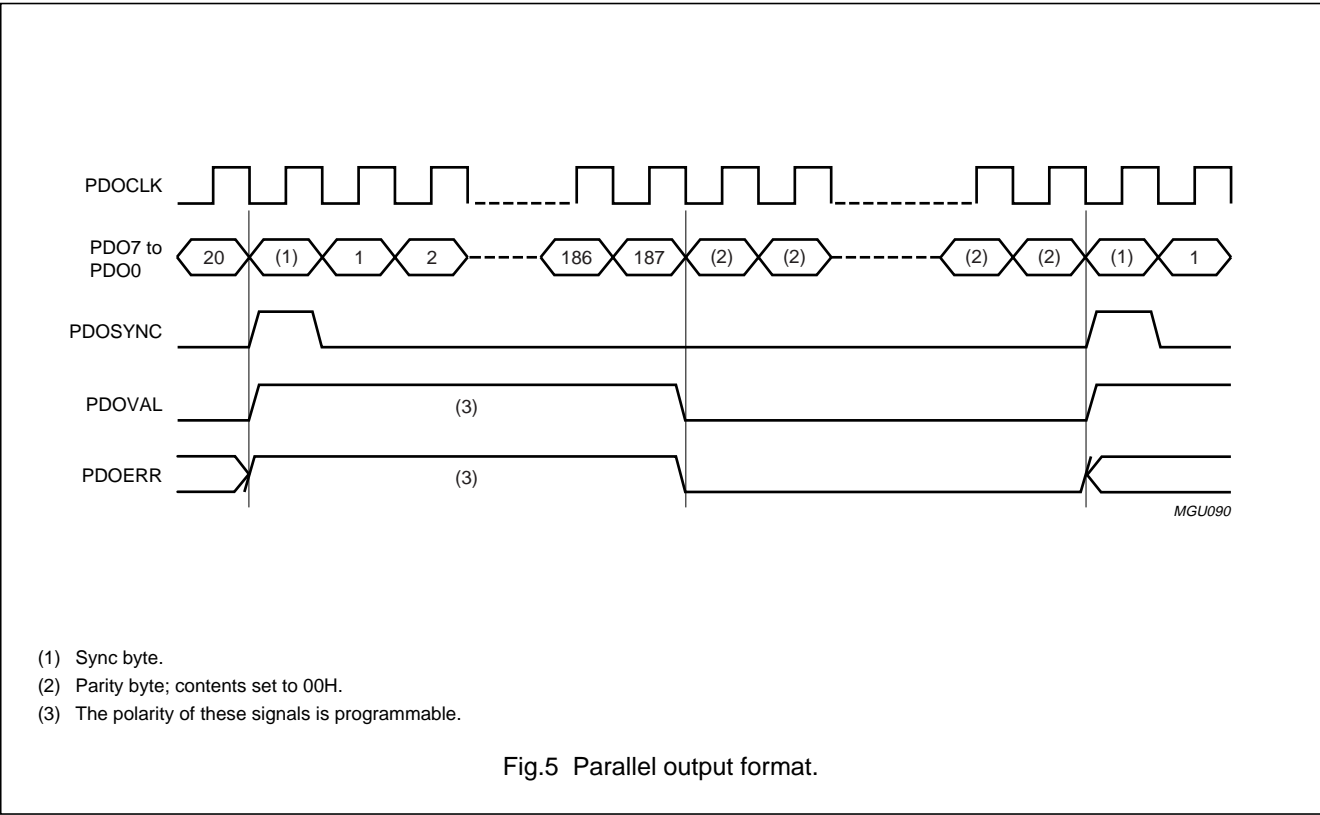 PDOCLK
PDO7 to
PDO0
20 (1) 1 2 186 187 (2) (2) (2) (2) (1) 1
PDOSYNC
PDOVAL (3)
PDOERR (3)
MGU090
(1) Sync byte.
(2) Parity byte; contents set to 00H.
(3) The polarity of these signals is programmable.
Fig.5 Parallel output format.